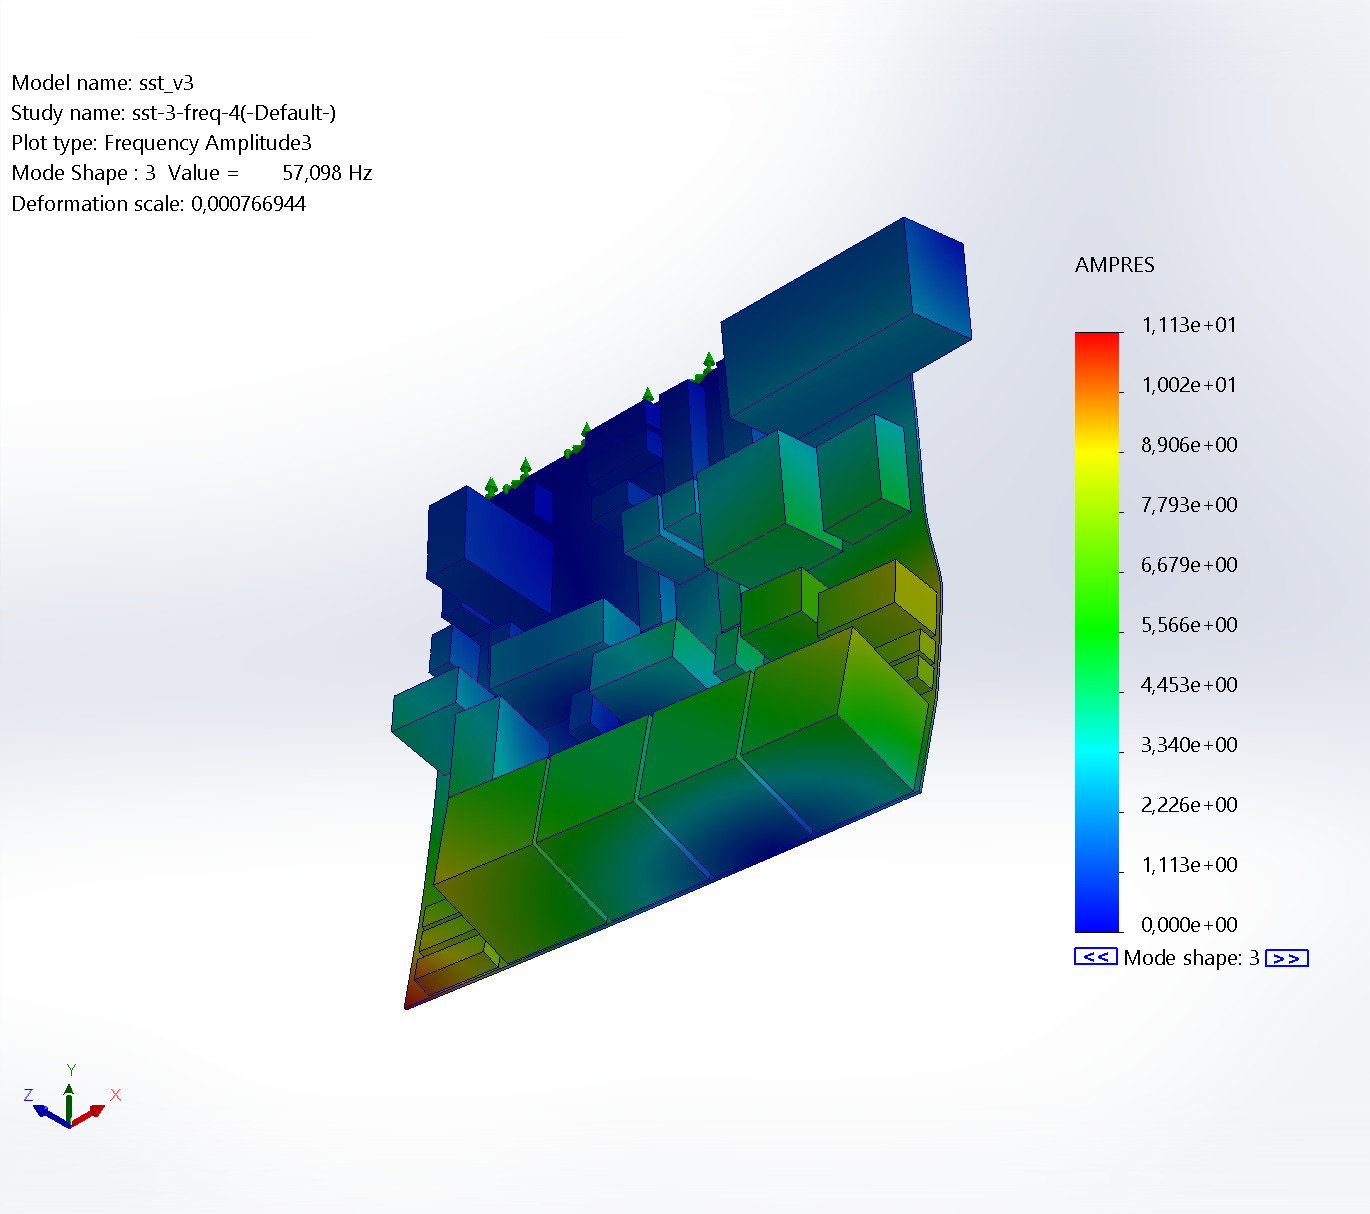 Model name: sst_v3
Study name: sst-3-freq-4(-Default-)
Plot type: Frequency Amplitude3
Mode Shape : 3  Value =       57,098 Hz
Deformation scale: 0,000766944
AMPRES
1,113e+01
1,002e+01
8,906e+00
7,793e+00
6,679e+00
5,566e+00
4,453e+00
3,340e+00
2,226e+00
1,113e+00
0,000e+00
<< Mode shape: 3 >>
Y
Z X